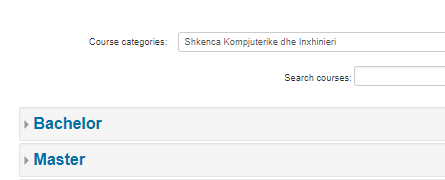 Course categories: Shkenca Kompjuterike dhe Inxhinieri
Search courses:
Bachelor
Master